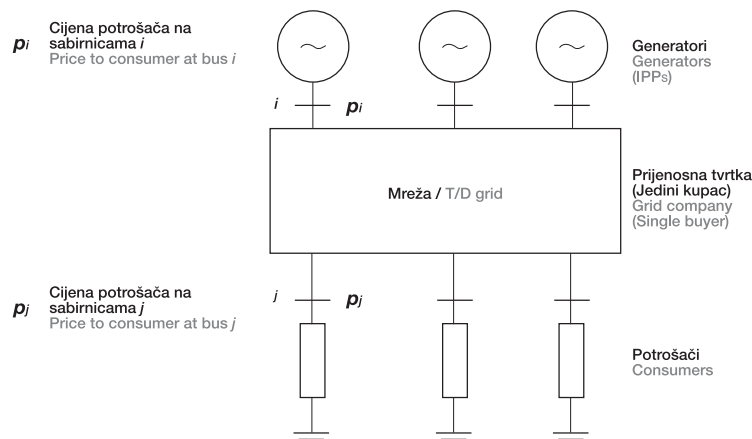 pi
Cijena potrošača na
sabirnicama i
Price to consumer at bus i
i
pi
Generatori
Generators
(IPPs)
Mreža / T/D grid
Prijenosna tvrtka
(Jedini kupac)
Grid company
(Single buyer)
pj
Cijena potrošača na
sabirnicama j
Price to consumer at bus j
j
pj
Potrošači
Consumers